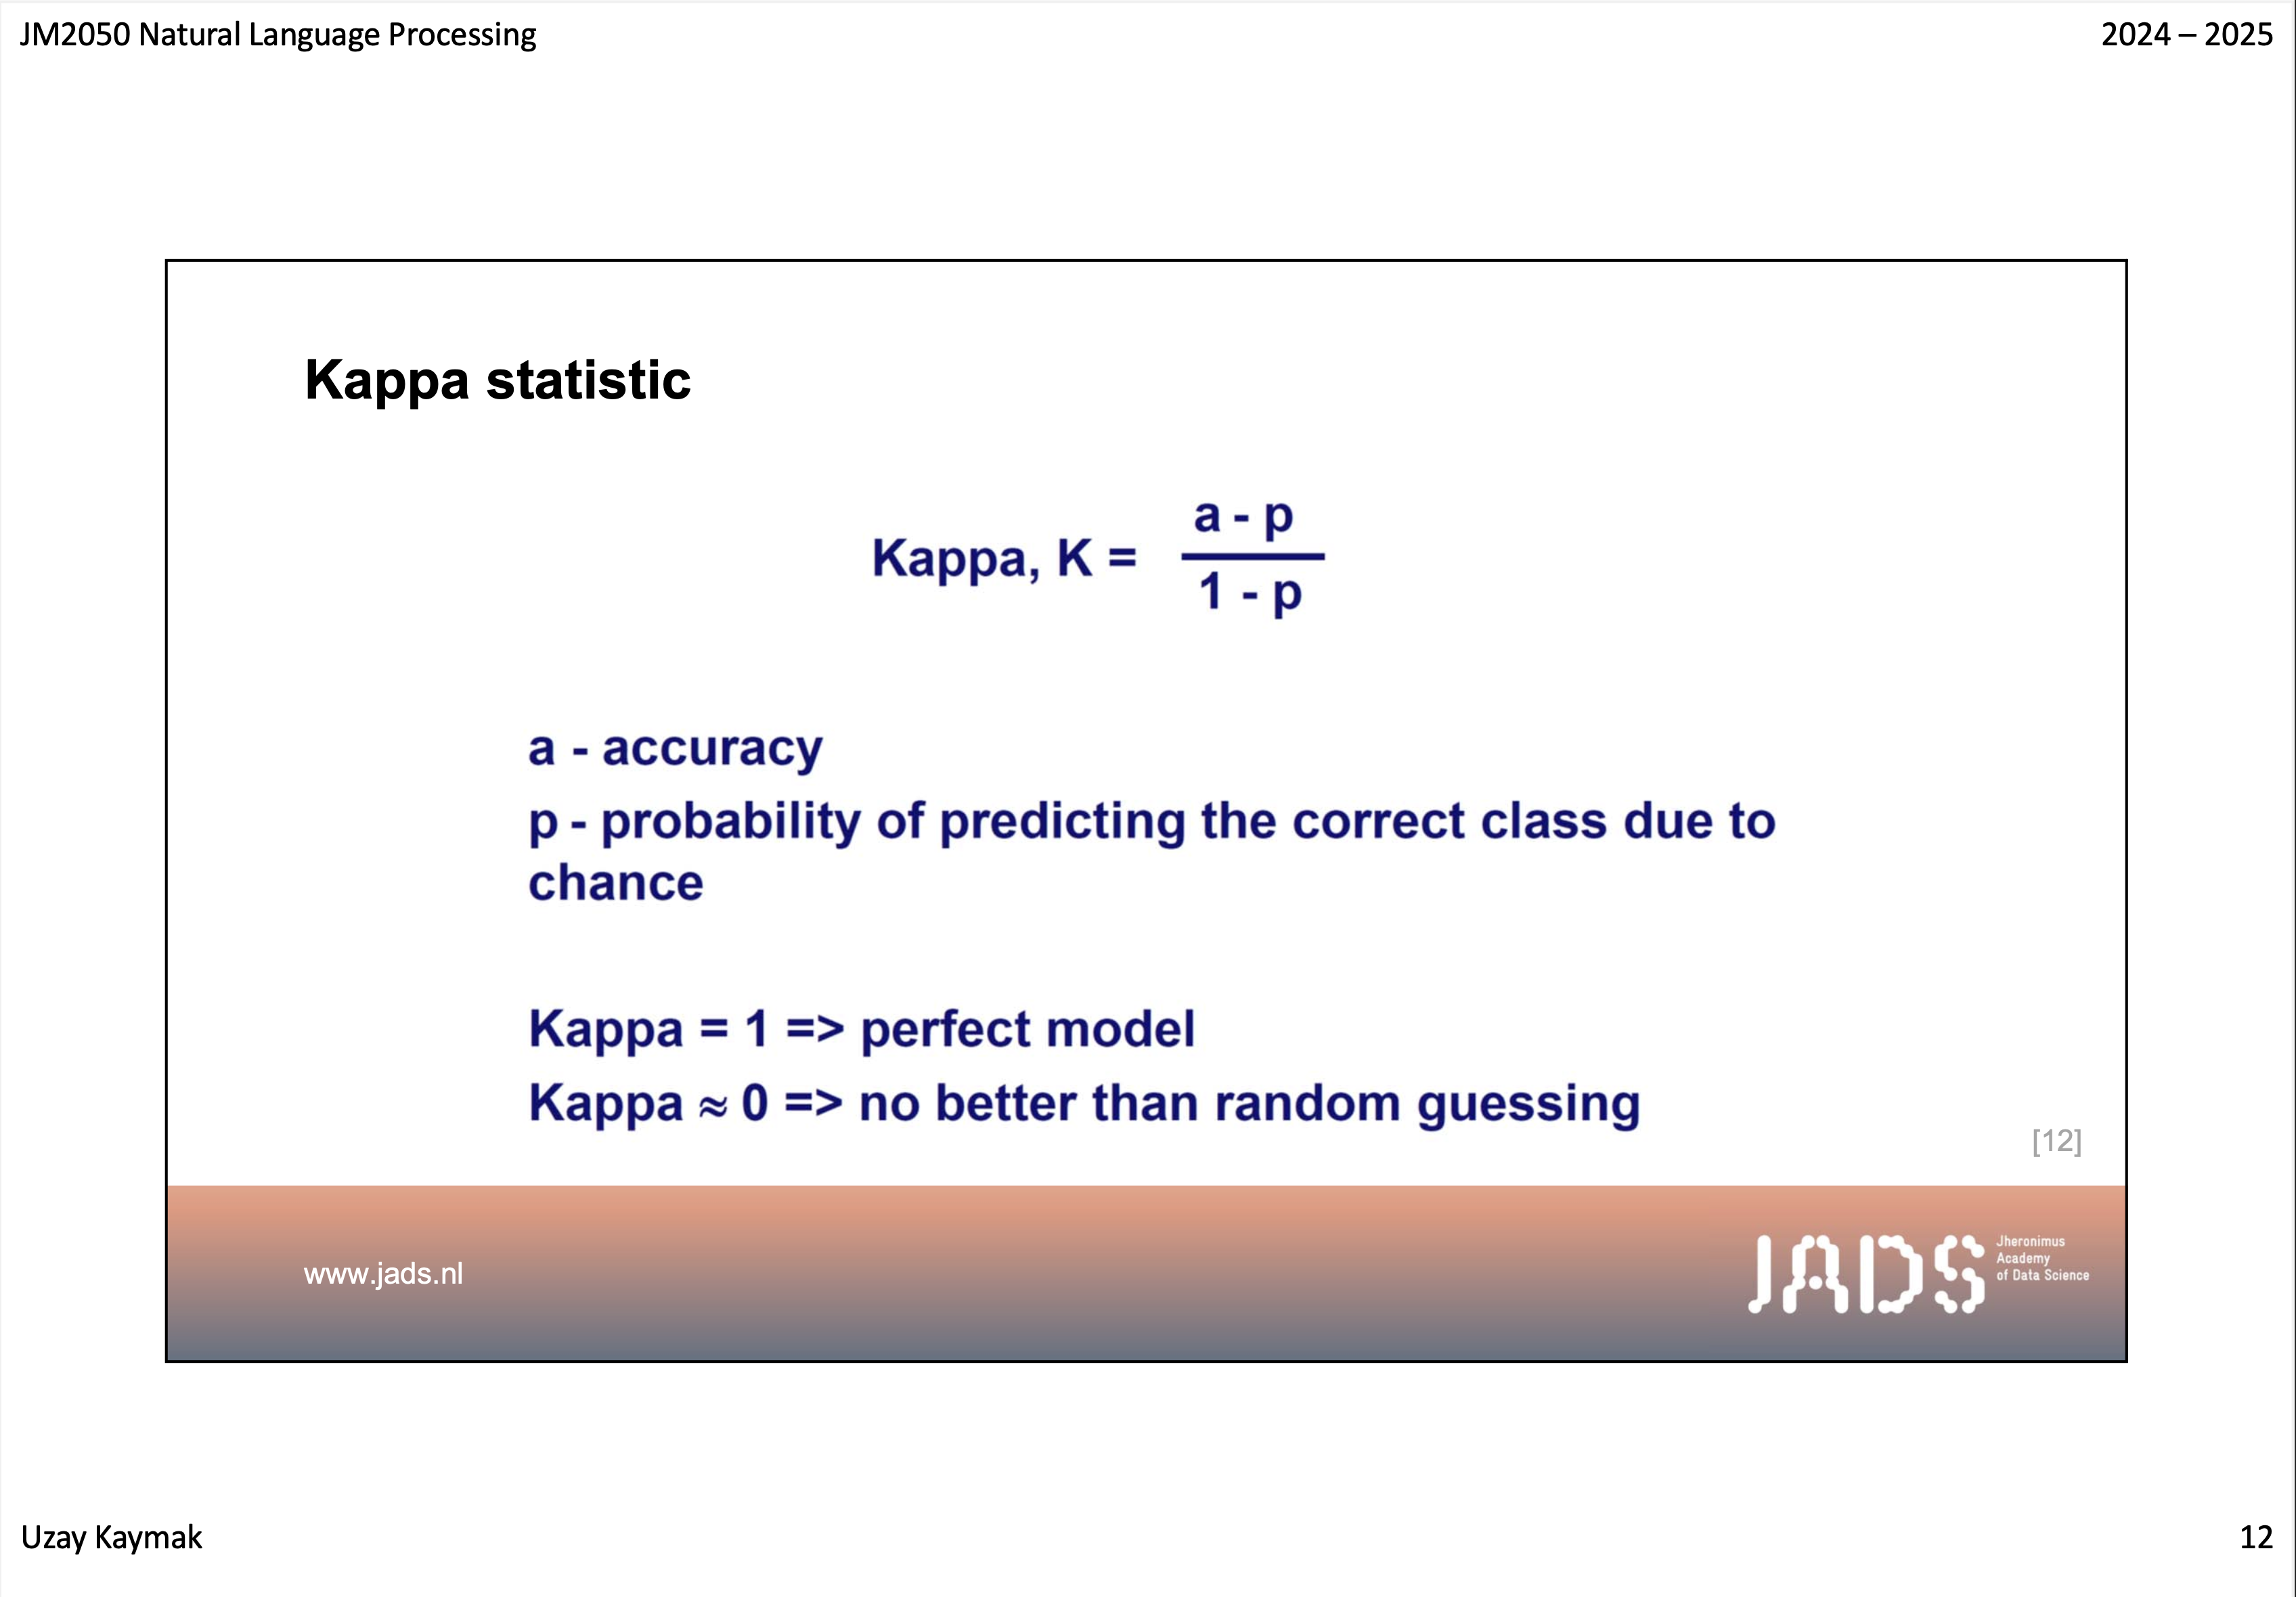 JM2050 Natural Language Processing
2024 – 2025
Kappa statistic
Kappa, K =
a - p
1 - p
a - accuracy
p - probability of predicting the correct class due to
chance
Kappa = 1 => perfect model
Kappa ≈ 0 => no better than random guessing
[12]
www.jads.nl
JADS
Jheronimus
Academy
of Data Science
Uzay Kaymak
12